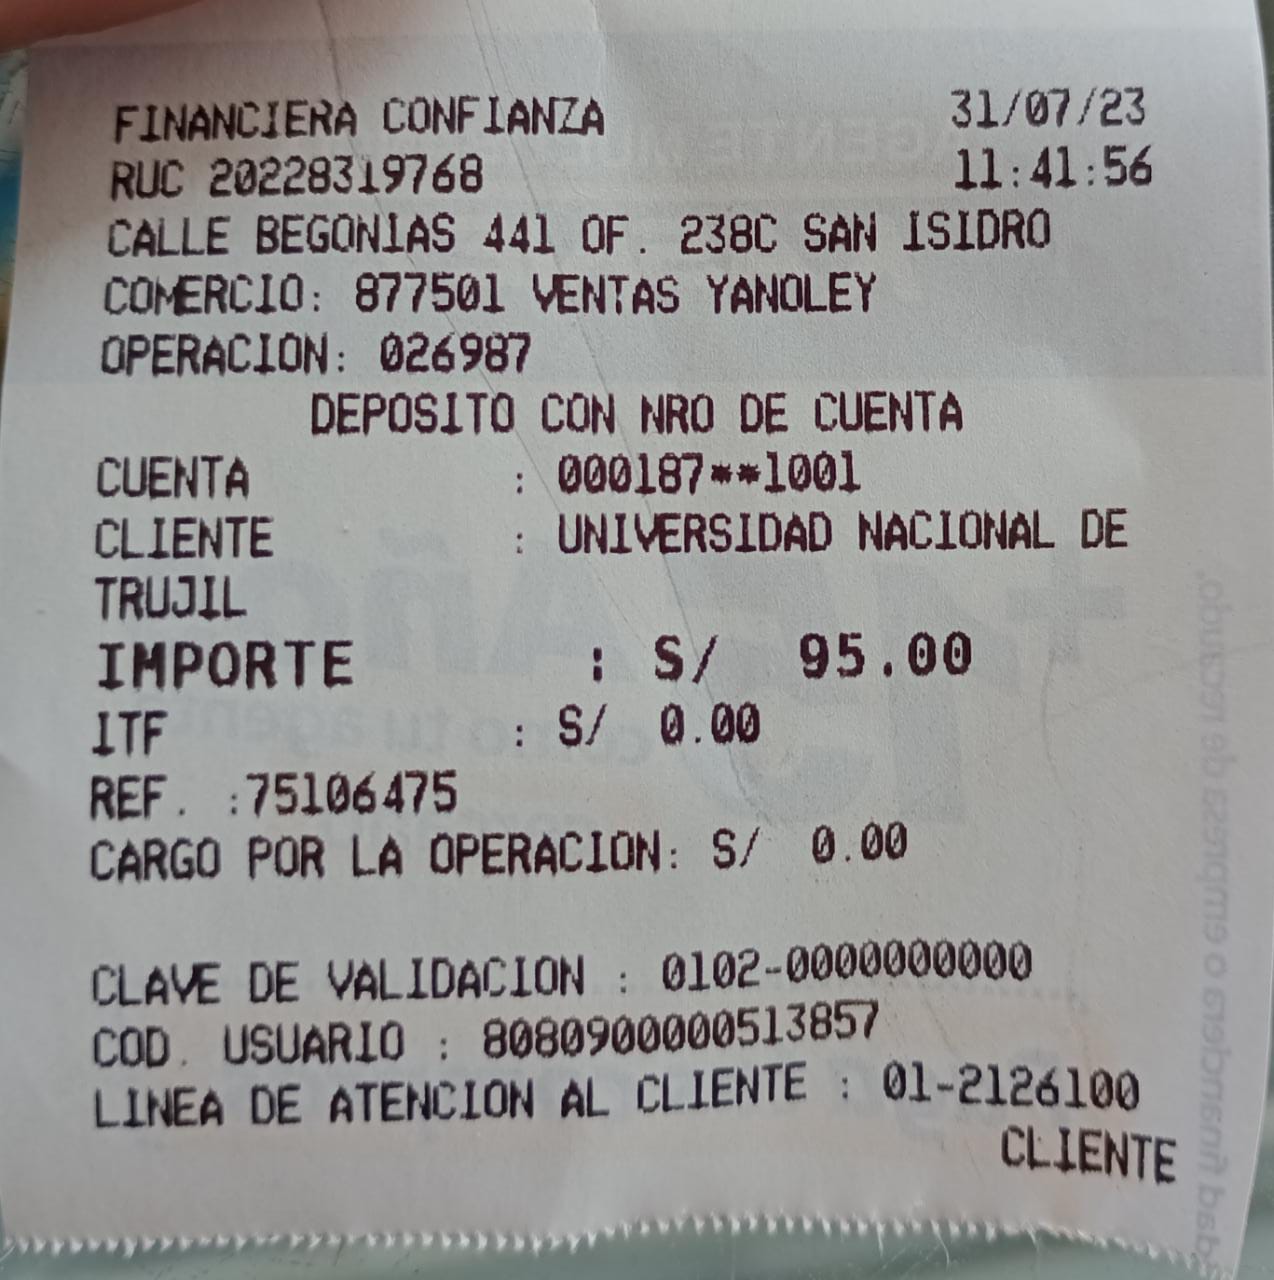 FINANCIERA CONFIANZA 31/07/23
RUC 20228319768 11:41:56
CALLE BEGONIAS 441 OF. 238C SAN ISIDRO
COMERCIO: 877501 VENTAS YANOLEY
OPERACION: 026987
DEPOSITO CON NRO DE CUENTA
CUENTA : 000187**1001
CLIENTE : UNIVERSIDAD NACIONAL DE
TRUJIL
IMPORTE : S/ 95.00
ITF : S/ 0.00
REF. :75106475
CARGO POR LA OPERACION: S/ 0.00
CLAVE DE VALIDACION : 0102-0000000000
COD. USUARIO : 8080900000513857
LINEA DE ATENCION AL CLIENTE : 01-2126100
CLIENTE